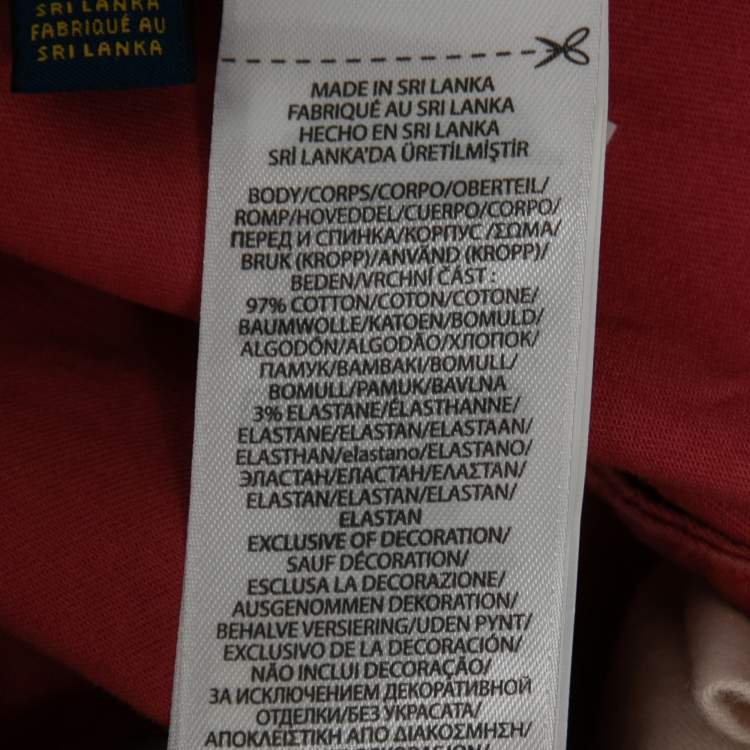 SRI LANKA
FABRIQUÉ AU
SRI LANKA
MADE IN SRI LANKA
FABRIQUÉ AU SRI LANKA
HECHO EN SRI LANKA
SRİ LANKA'DA ÜRETİLMİŞTİR
BODY/CORPS/CORPO/OBERTEIL/
ROMP/HOVEDDEL/CUERPO/CORPO/
ПЕРЕД И СПИНКА/КОРПУС /ΣΩΜΑ/
BRUK (KROPP)/ANVÄND (KROPP)/
BEDEN/VRCHNÍ ČÁST :
97% COTTON/COTON/COTONE/
BAUMWOLLE/KATOEN/BOMULD/
ALGODÓN/ALGODÃO/ХЛОПОК/
ПАМУК/ΒΑΜΒΑΚΙ/BOMULL/
BOMULL/PAMUK/BAVLNA
3% ELASTANE/ÉLASTHANNE/
ELASTANE/ELASTAN/ELASTAAN/
ELASTHAN/elastano/ELASTANO/
ЭЛАСТАН/ЕЛАСТАН/ΕΛΑΣΤΑΝ/
ELASTAN/ELASTAN/ELASTAN/
ELASTAN
EXCLUSIVE OF DECORATION/
SAUF DÉCORATION/
ESCLUSA LA DECORAZIONE/
AUSGENOMMEN DEKORATION/
BEHALVE VERSIERING/UDEN PYNT/
EXCLUSIVO DE LA DECORACIÓN/
NÃO INCLUI DECORAÇÃO/
ЗА ИСКЛЮЧЕНИЕМ ДЕКОРАТИВНОЙ
ОТДЕЛКИ/БЕЗ УКРАСАТА/
ΑΠΟΚΛΕΙΣΤΙΚΗ ΑΠΟ ΔΙΑΚΟΣΜΗΣΗ/